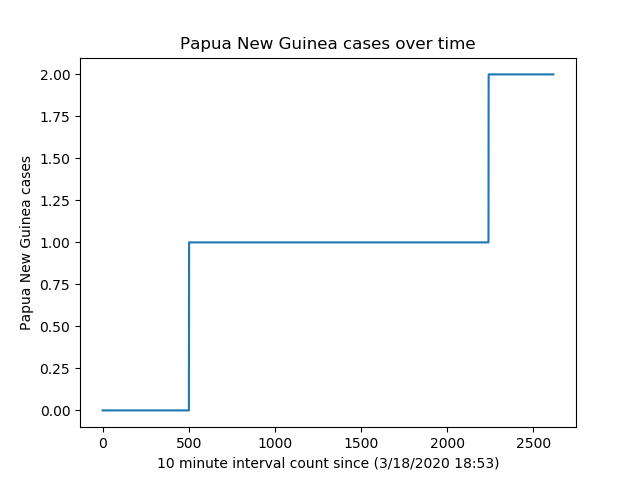 Papua New Guinea cases over time
2.00
1.75
1.50
1.25
1.00
0.75
0.50
0.25
0.00
Papua New Guinea cases
0 500 1000 1500 2000 2500
10 minute interval count since (3/18/2020 18:53)